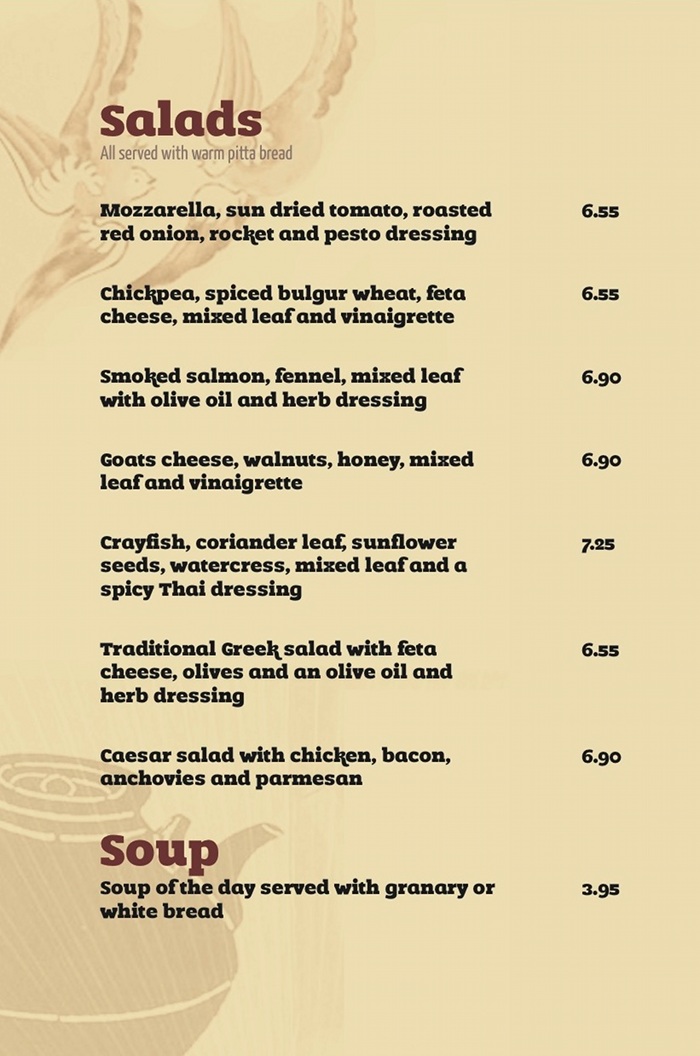 Salads
All served with warm pitta bread
Mozzarella, sun dried tomato, roasted 6.55
red onion, rocket and pesto dressing
Chickpea, spiced bulgur wheat, feta 6.55
cheese, mixed leaf and vinaigrette
Smoked salmon, fennel, mixed leaf 6.90
with olive oil and herb dressing
Goats cheese, walnuts, honey, mixed 6.90
leaf and vinaigrette
Crayfish, coriander leaf, sunflower 7.25
seeds, watercress, mixed leaf and a
spicy Thai dressing
Traditional Greek salad with feta 6.55
cheese, olives and an olive oil and
herb dressing
Caesar salad with chicken, bacon, 6.90
anchovies and parmesan
Soup
Soup of the day served with granary or 3.95
white bread